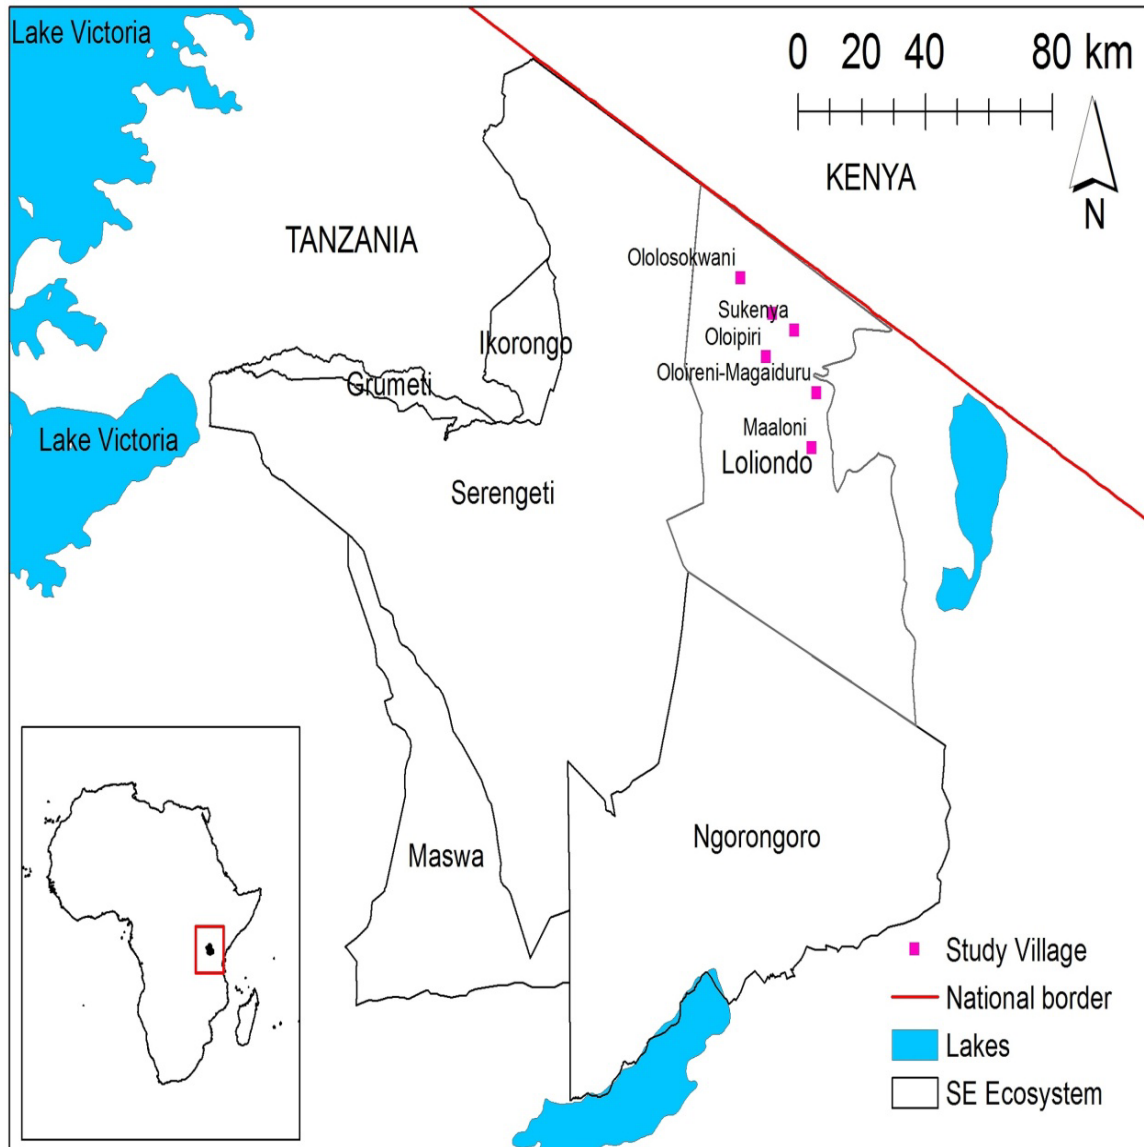 Lake Victoria
0 20 40 80 km
KENYA
N
TANZANIA
Ololosokwani
Sukenya
Oloipiri
Ikorongo
Oloireni-Magaiduru
Grumeti
Maaloni
Lake Victoria
Loliondo
Serengeti
Ngorongoro
Maswa
Study Village
National border
Lakes
SE Ecosystem